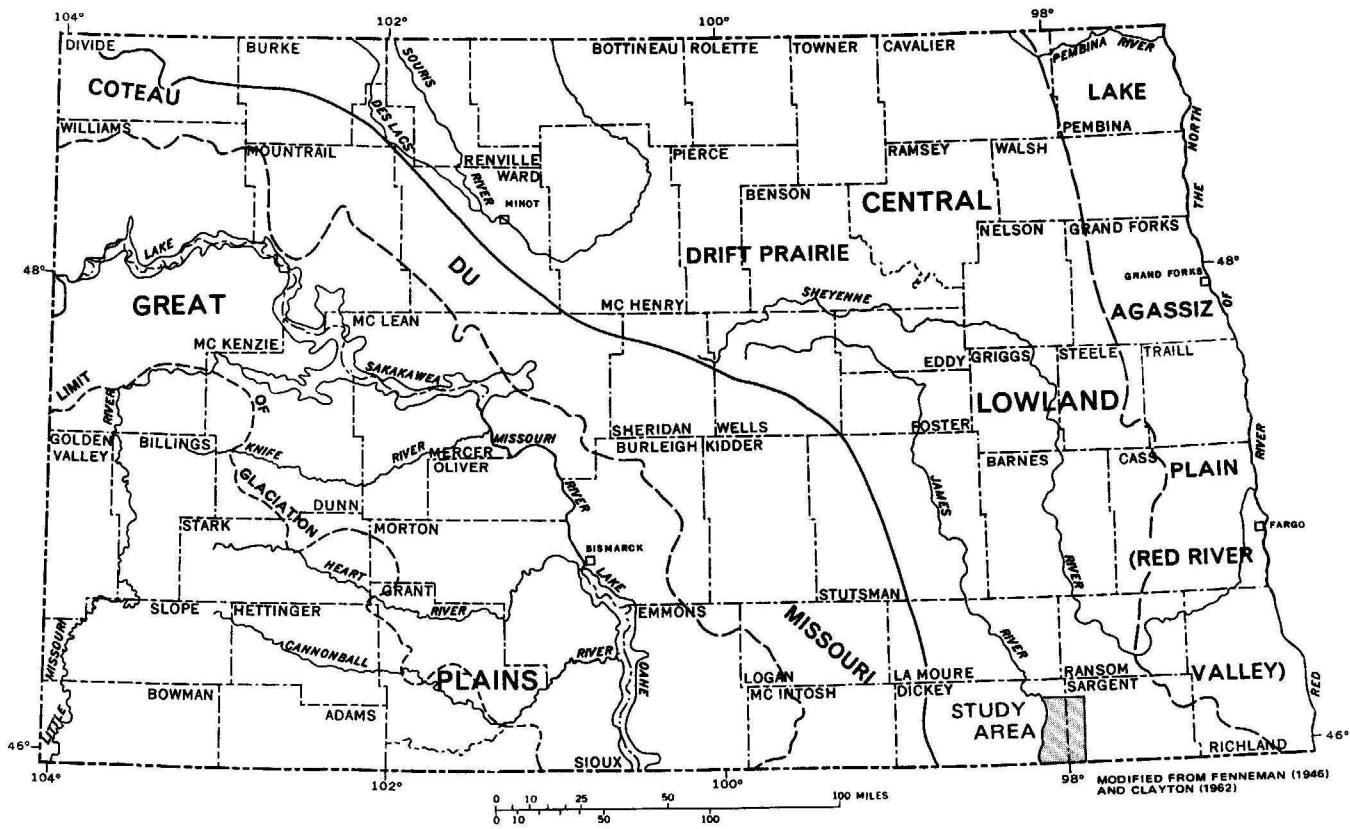 104° 102° 100° 98°
DIVIDE BURKE BOTTINEAU ROLETTE TOWNER CAVALIER PEMBINA RIVER
SOURIS
COTEAU DES LACS LAKE
WILLIAMS PEMBINA
MOUNTRAIL RENVILLE PIERCE RAMSEY WALSH THE NORTH
WARD
RIVER BENSON
MINOT CENTRAL
NELSON GRAND FORKS
LAKE DU DRIFT PRAIRIE
48° 48°
GRAND FORKS
GREAT MC HENRY SHEYENNE AGASSIZ OF
MC LEAN
MC KENZIE EDDY GRIGGS STEELE TRAILL
LIMIT OF SAKAKAWEA LOWLAND
RIVER
GOLDEN VALLEY BILLINGS KNIFE RIVER MERCER MISSOURI SHERIDAN WELLS FOSTER RIVER
OLIVER BURLEIGH KIDDER BARNES CASS PLAIN
GLACIATION DUNN RIVER JAMES
STARK MORTON FARGO
BISMARCK
HEART GRANT LAKE RIVER (RED RIVER
STUTSMAN
SLOPE HETTINGER RIVER EMMONS MISSOURI
CANNONBALL RIVER OAHE RIVER
LOGAN LA MOURE RANSOM VALLEY)
BOWMAN PLAINS MC INTOSH DICKEY SARGENT RED
ADAMS STUDY
AREA
LITTLE MISSOURI
46° SIOUX RICHLAND 46°
104° 102° 100° 98°
MODIFIED FROM FENNEMAN (1946)
AND CLAYTON (1962)
0 10 25 50 100 MILES
0 10 50 100